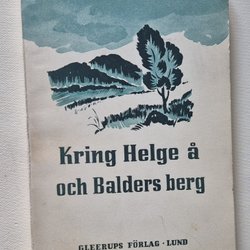 Kring Helge å
och Balders berg
GLEERUPS FÖRLAG · LUND